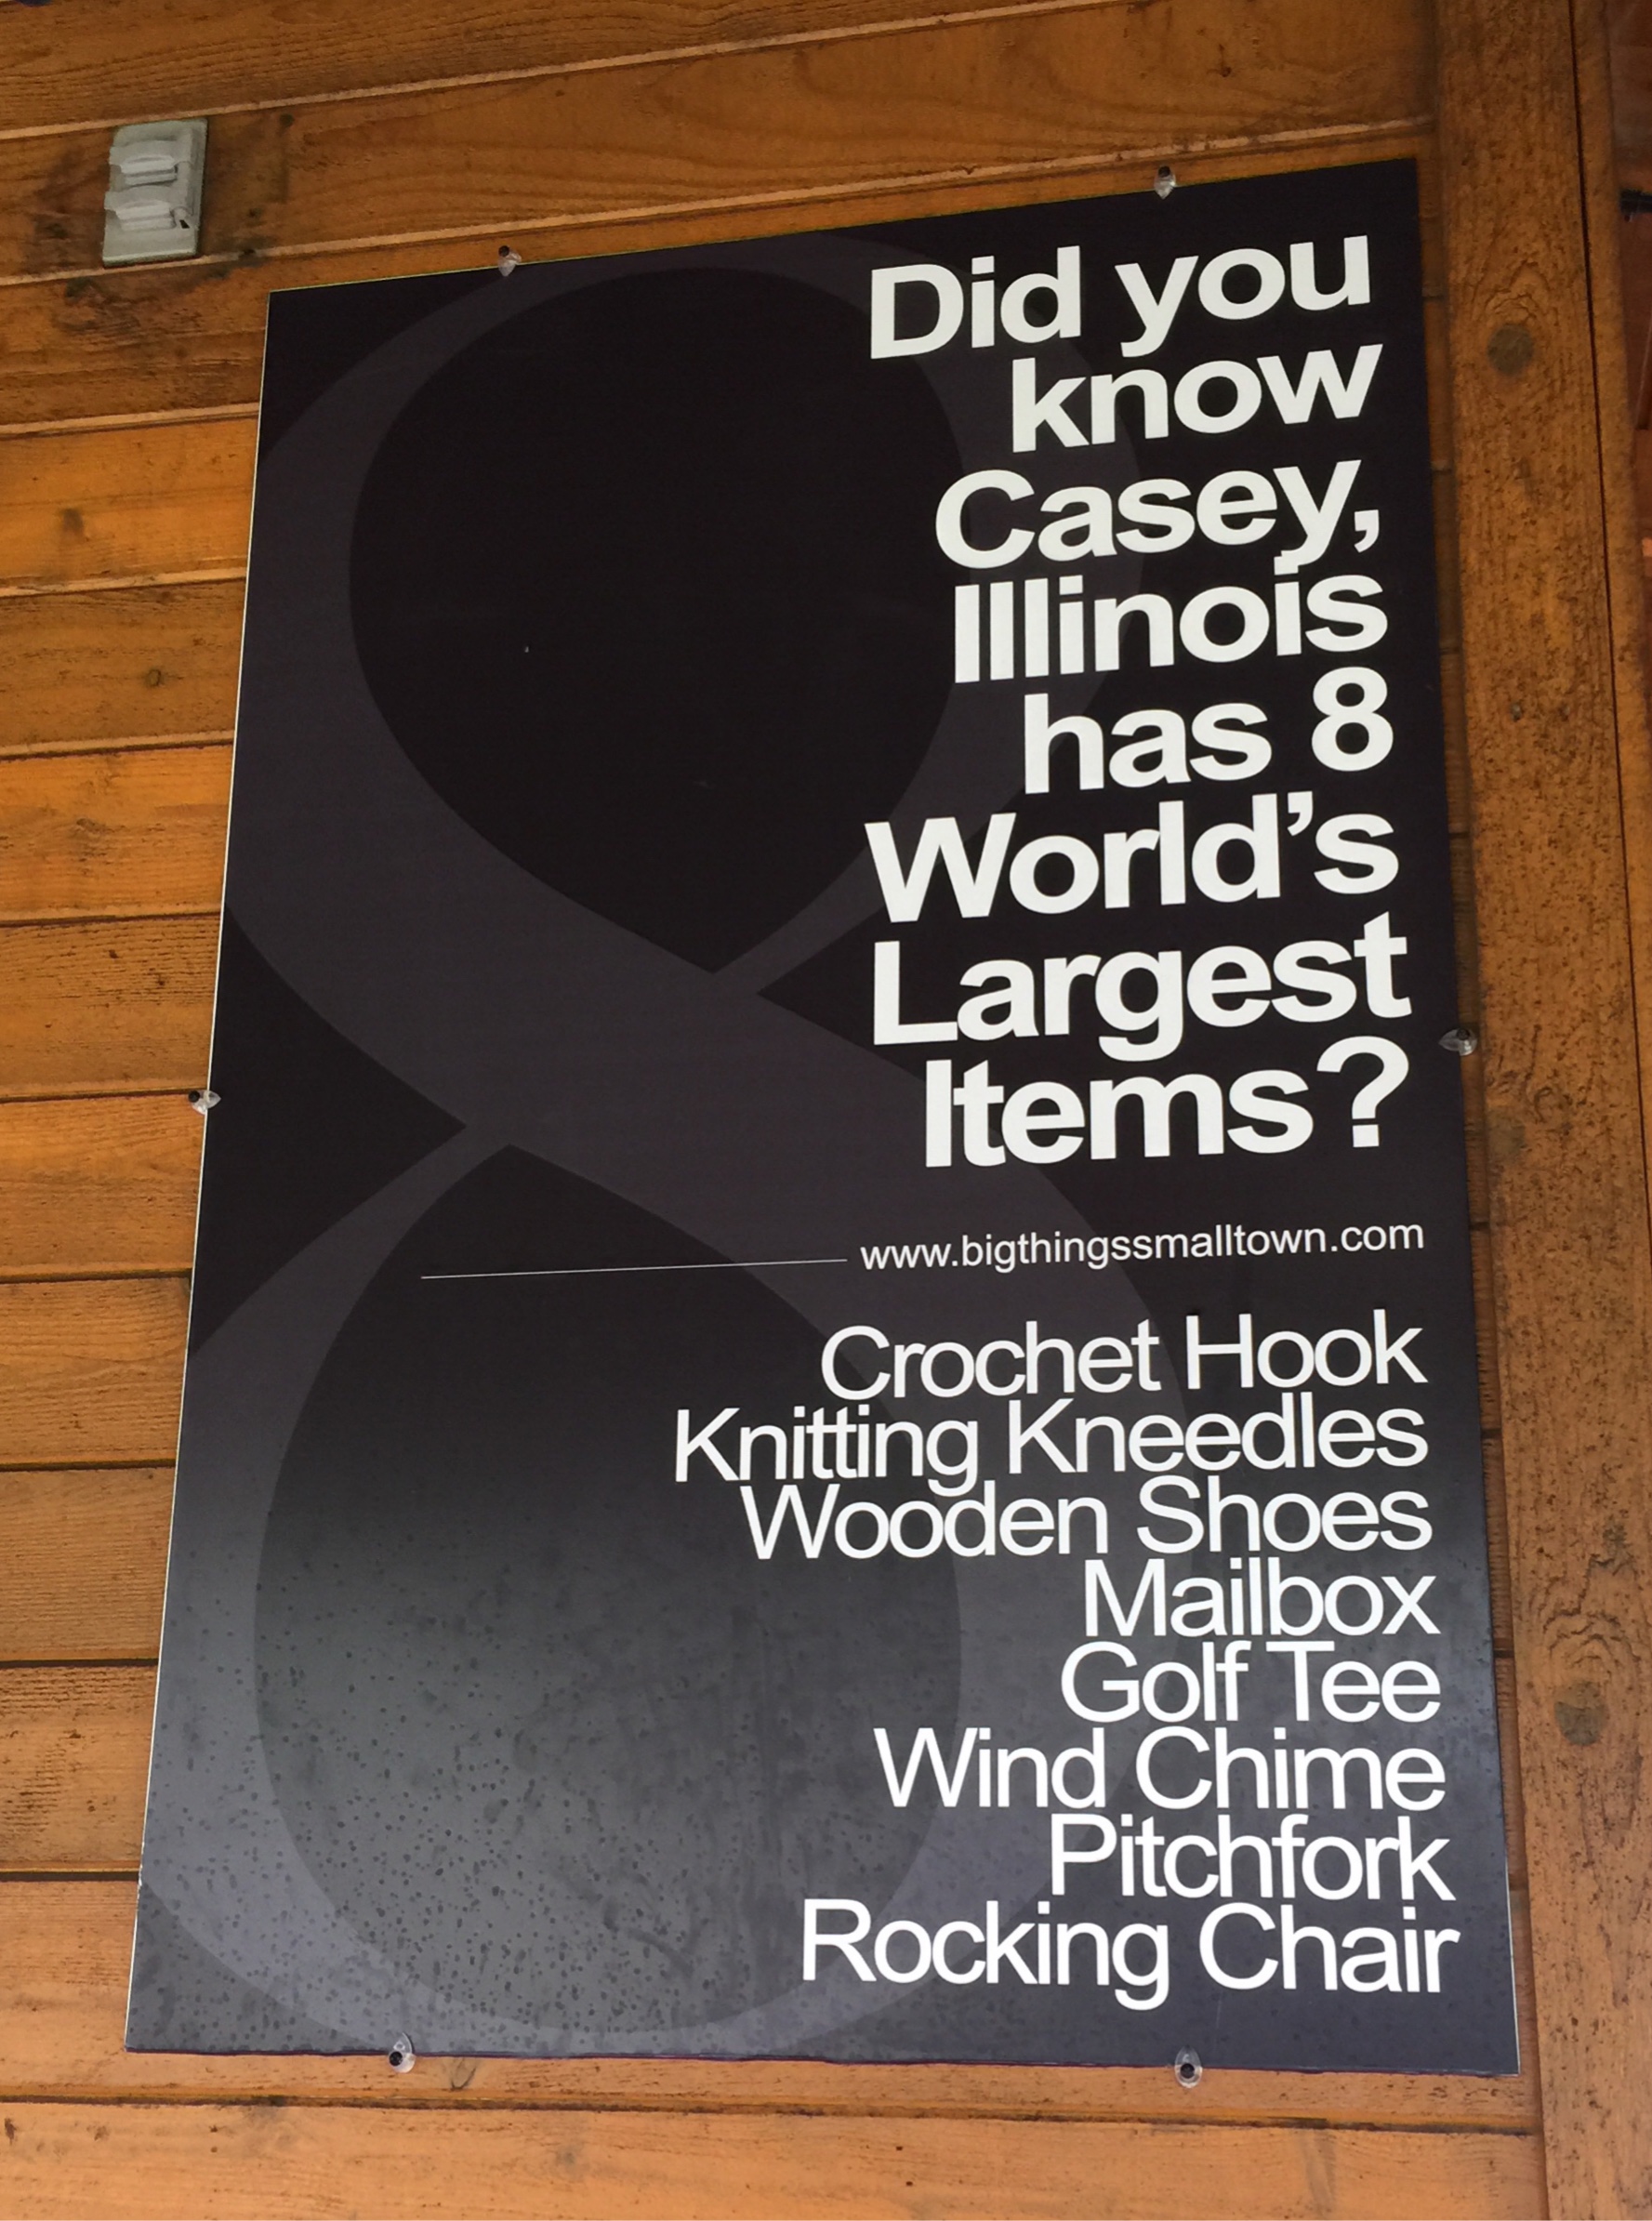 Did you
know
Casey,
Illinois
has 8
World’s
Largest
Items?
www.bigthingssmalltown.com
Crochet Hook
Knitting Kneedles
Wooden Shoes
Mailbox
Golf Tee
Wind Chime
Pitchfork
Rocking Chair